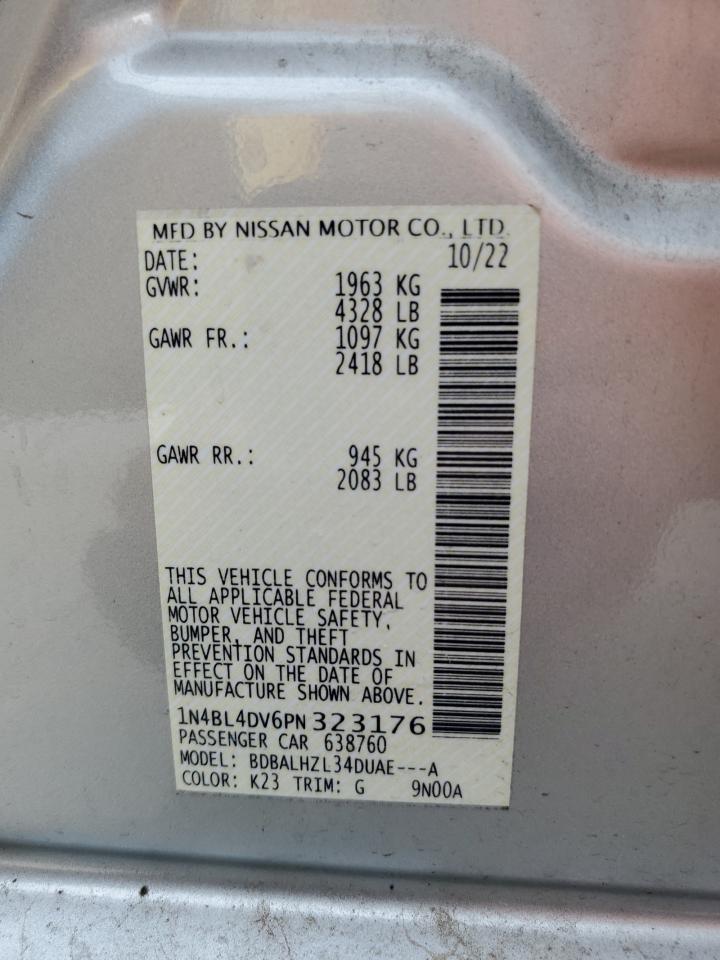 MFD BY NISSAN MOTOR CO., LTD.
DATE: 10/22
GVWR: 1963 KG
4328 LB
GAWR FR.: 1097 KG
2418 LB
GAWR RR.: 945 KG
2083 LB
THIS VEHICLE CONFORMS TO
ALL APPLICABLE FEDERAL
MOTOR VEHICLE SAFETY,
BUMPER, AND THEFT
PREVENTION STANDARDS IN
EFFECT ON THE DATE OF
MANUFACTURE SHOWN ABOVE.
1N4BL4DV6PN323176
PASSENGER CAR 638760
MODEL: BDBALHZL34DUAE---A
COLOR: K23 TRIM: G 9N00A